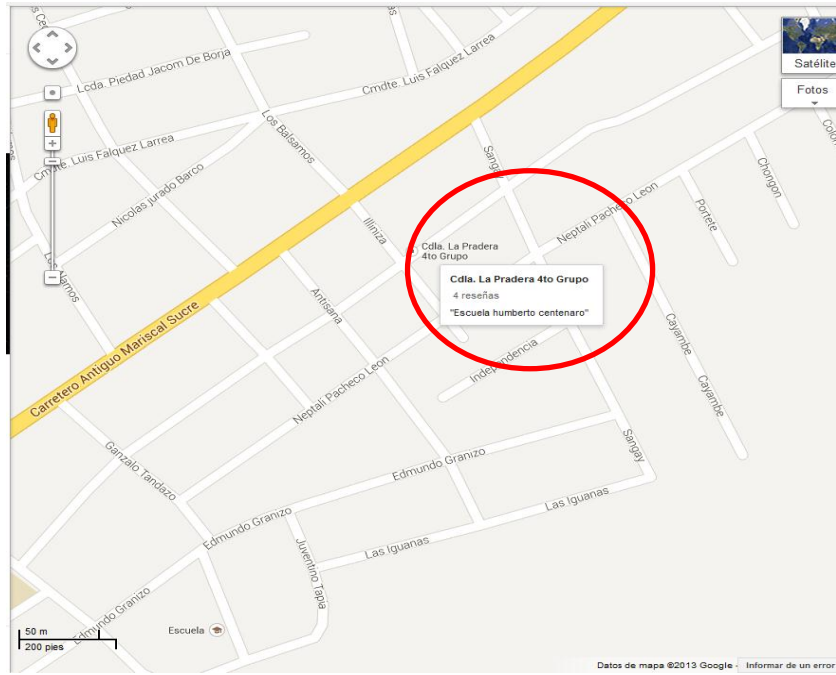 Lcda. Piedad Jacom De Borja
Cmdte. Luis Falquez Larrea
Satélite
Fotos
Los Balsamos
Cmdte. Luis Falquez Larrea
Nicolas jurado Barco
Sangay
Chongon
Portete
Neptali Pacheco Leon
Illiniza
Cdla. La Pradera
4to Grupo
Cdla. La Pradera 4to Grupo
4 reseñas
"Escuela humberto centenaro"
Antisana
Carretero Antiguo Mariscal Sucre
Independencia
Cayambe
Cayambe
Neptali Pacheco Leon
Ganzalo Tandazo
Edmundo Granizo
Sangay
Las Iguanas
Edmundo Granizo
Las Iguanas
Juventino Tapia
Edmundo Granizo
Escuela
50 m
200 pies
Datos de mapa ©2013 Google -
Informar de un error